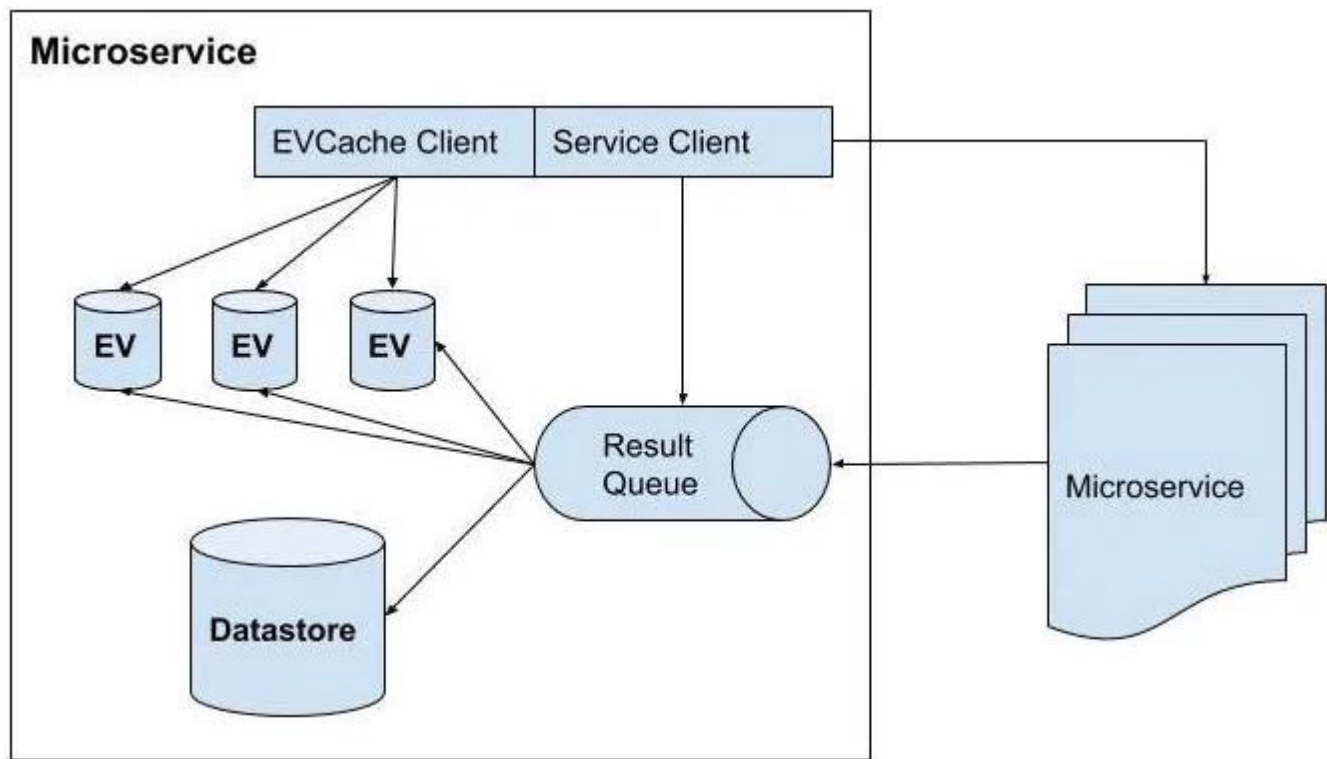 Microservice
EVCache Client
Service Client
EV
EV
EV
Result
Queue
Microservice
Datastore